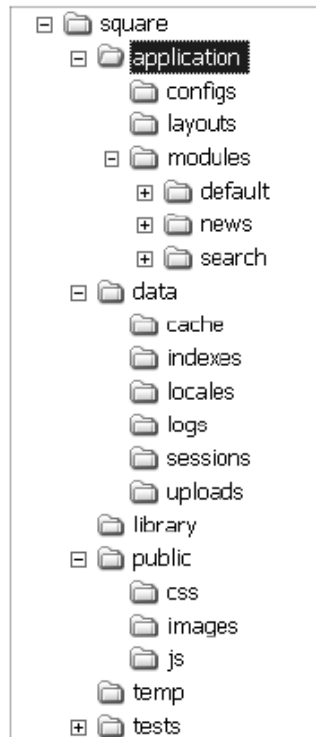 square
application
configs
layouts
modules
default
news
search
data
cache
indexes
locales
logs
sessions
uploads
library
public
css
images
js
temp
tests